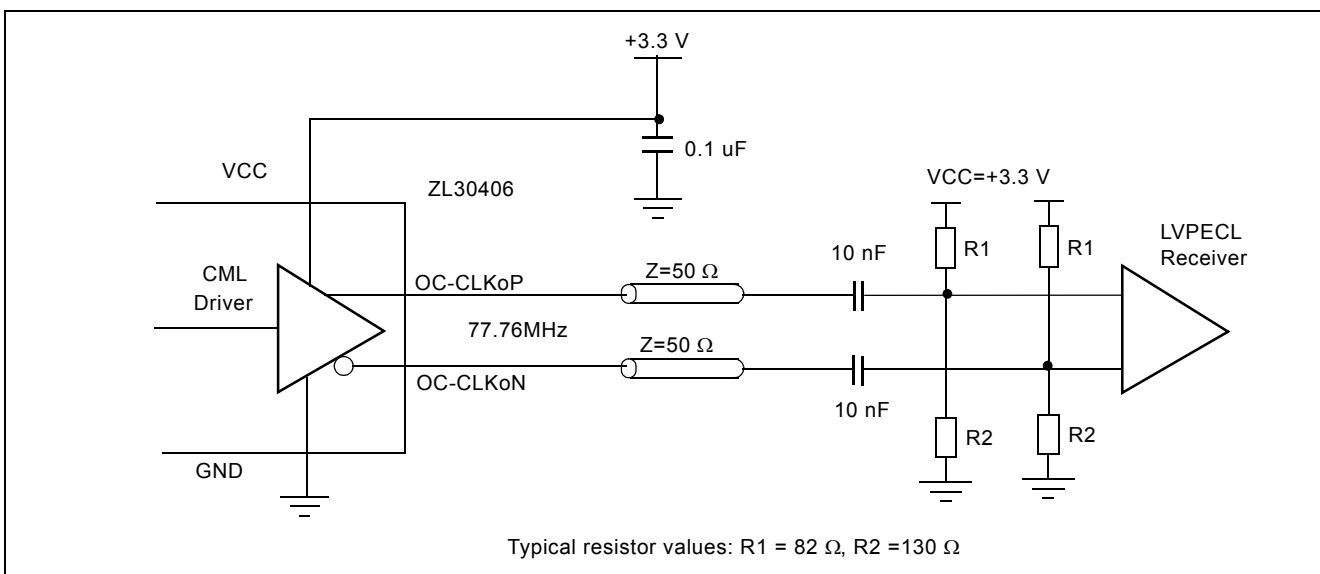 +3.3 V
0.1 uF
VCC
ZL30406
VCC=+3.3 V
LVPECL
Receiver
R1
R1
10 nF
CML
Driver
Z=50 Ω
OC-CLKoP
77.76MHz
Z=50 Ω
OC-CLKoN
10 nF
R2
R2
GND
Typical resistor values: R1 = 82 Ω, R2 =130 Ω